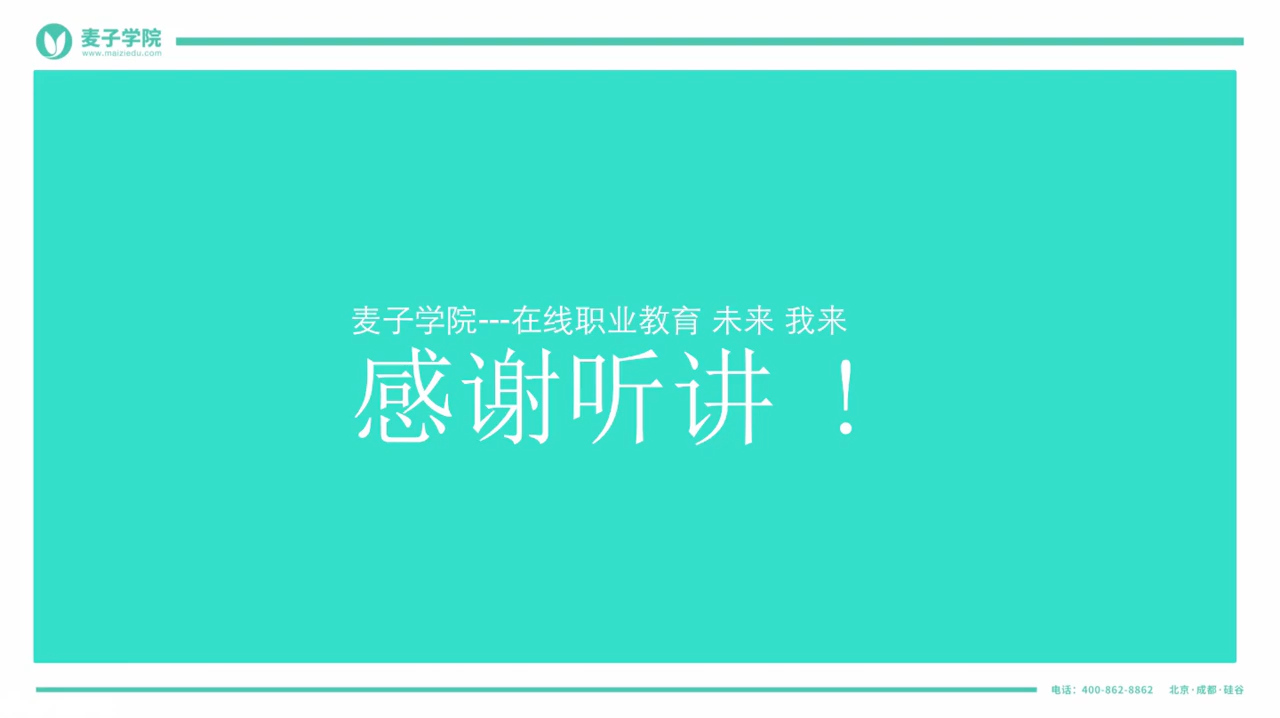 麦子学院
www.maiziedu.com
麦子学院---在线职业教育 未来 我来
感谢听讲 ！
电话：400-862-8862 北京·成都·硅谷